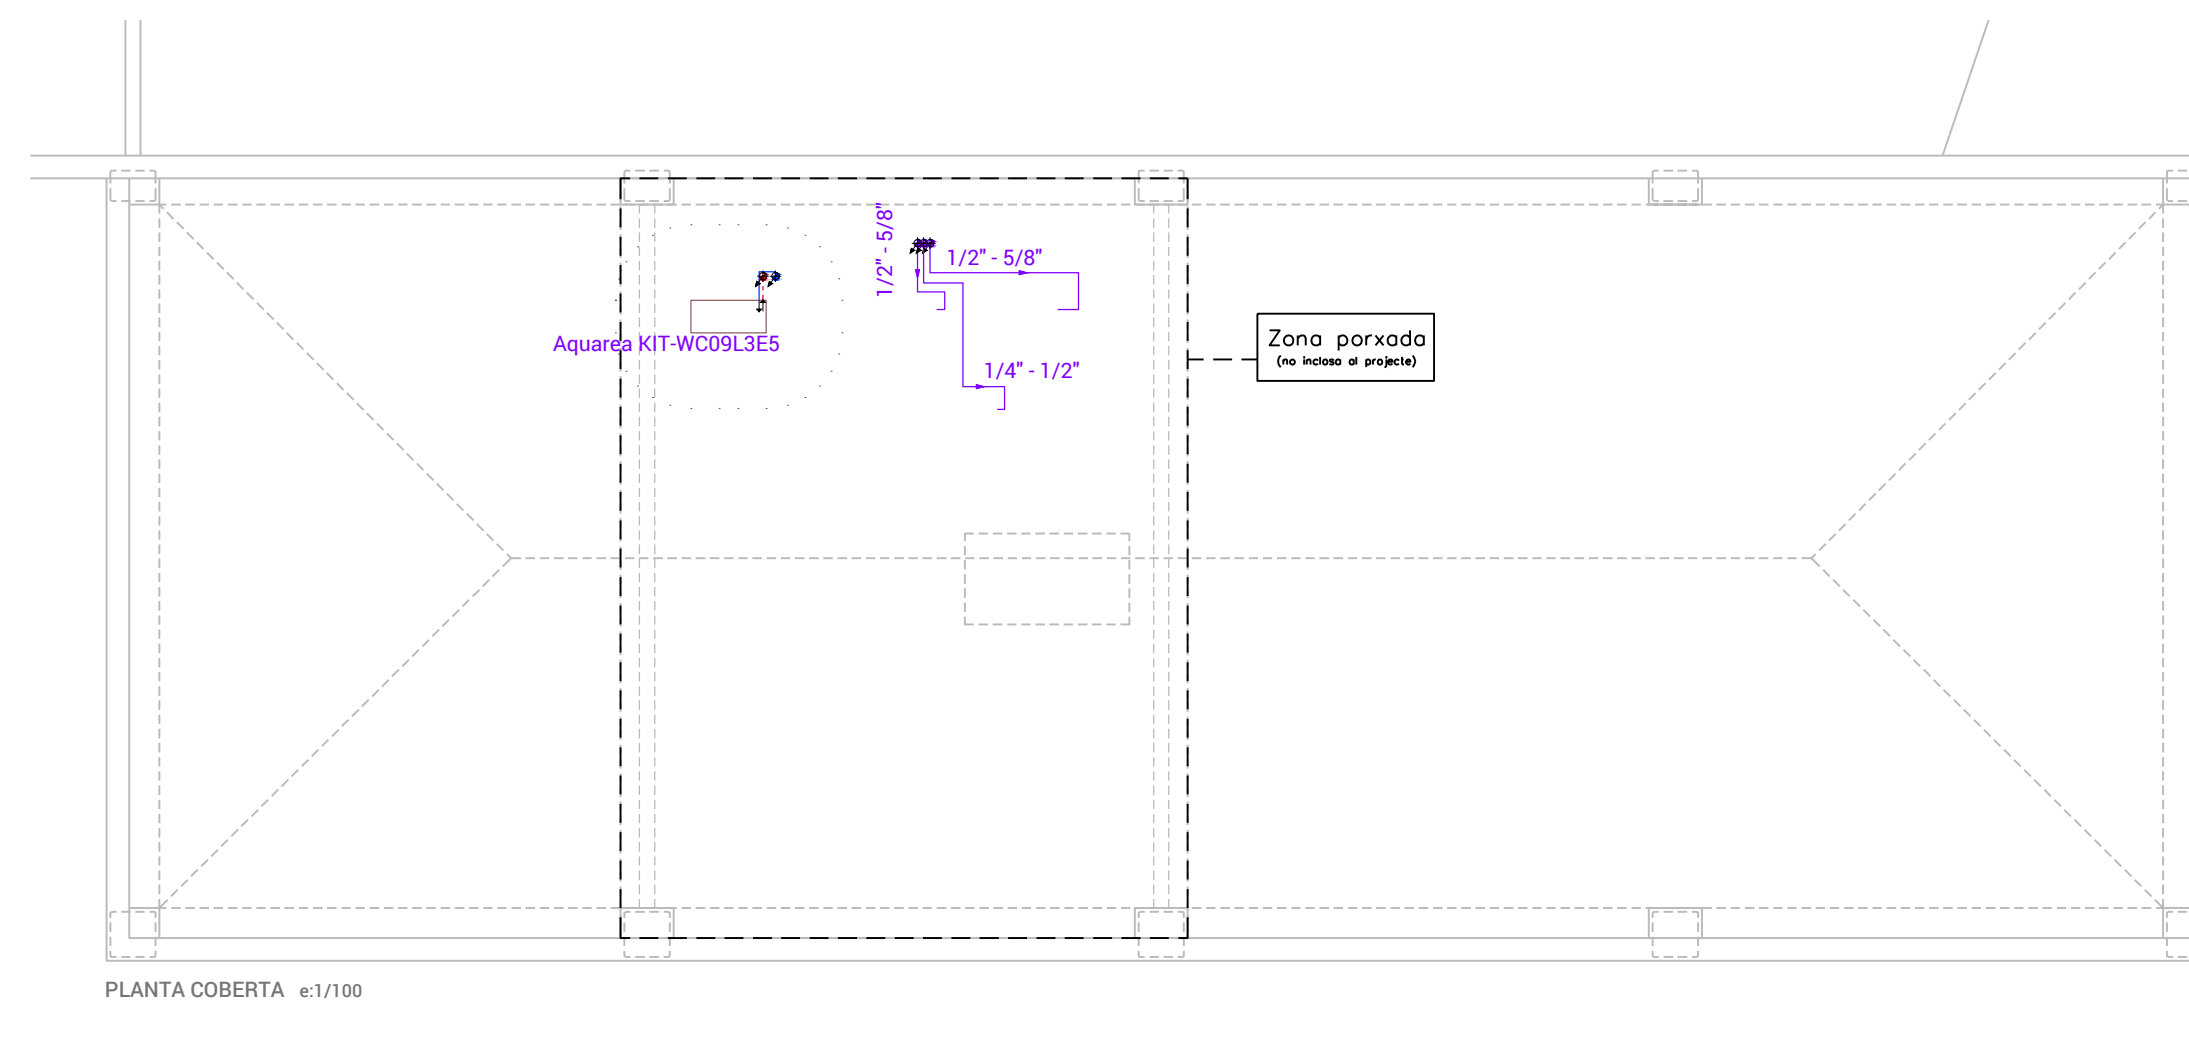 1/2" - 5/8"
1/2" - 5/8"
Aquarea KIT-WC09L3E5
1/4" - 1/2"
Zona porxada
(no inclosa al projecte)
PLANTA COBERTA e:1/100